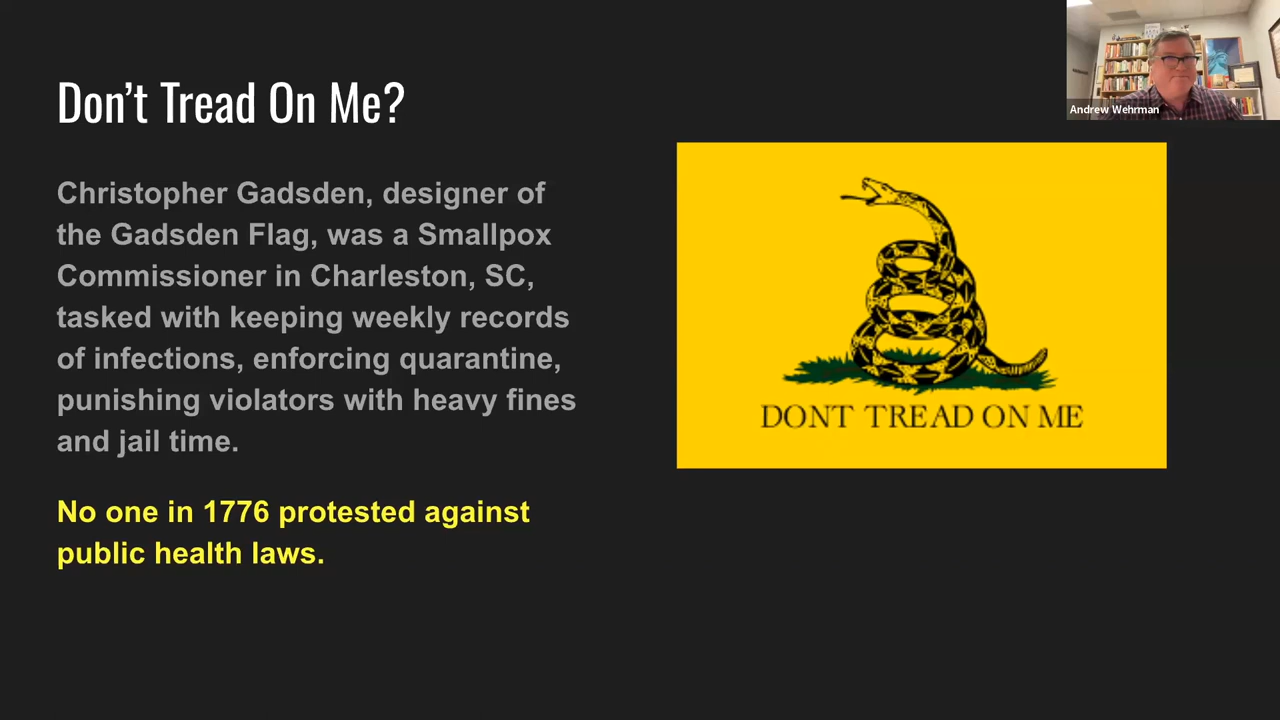 Don’t Tread On Me?
Andrew Wehrman
Christopher Gadsden, designer of
the Gadsden Flag, was a Smallpox
Commissioner in Charleston, SC,
tasked with keeping weekly records
of infections, enforcing quarantine,
punishing violators with heavy fines
and jail time.
No one in 1776 protested against
public health laws.
DONT TREAD ON ME